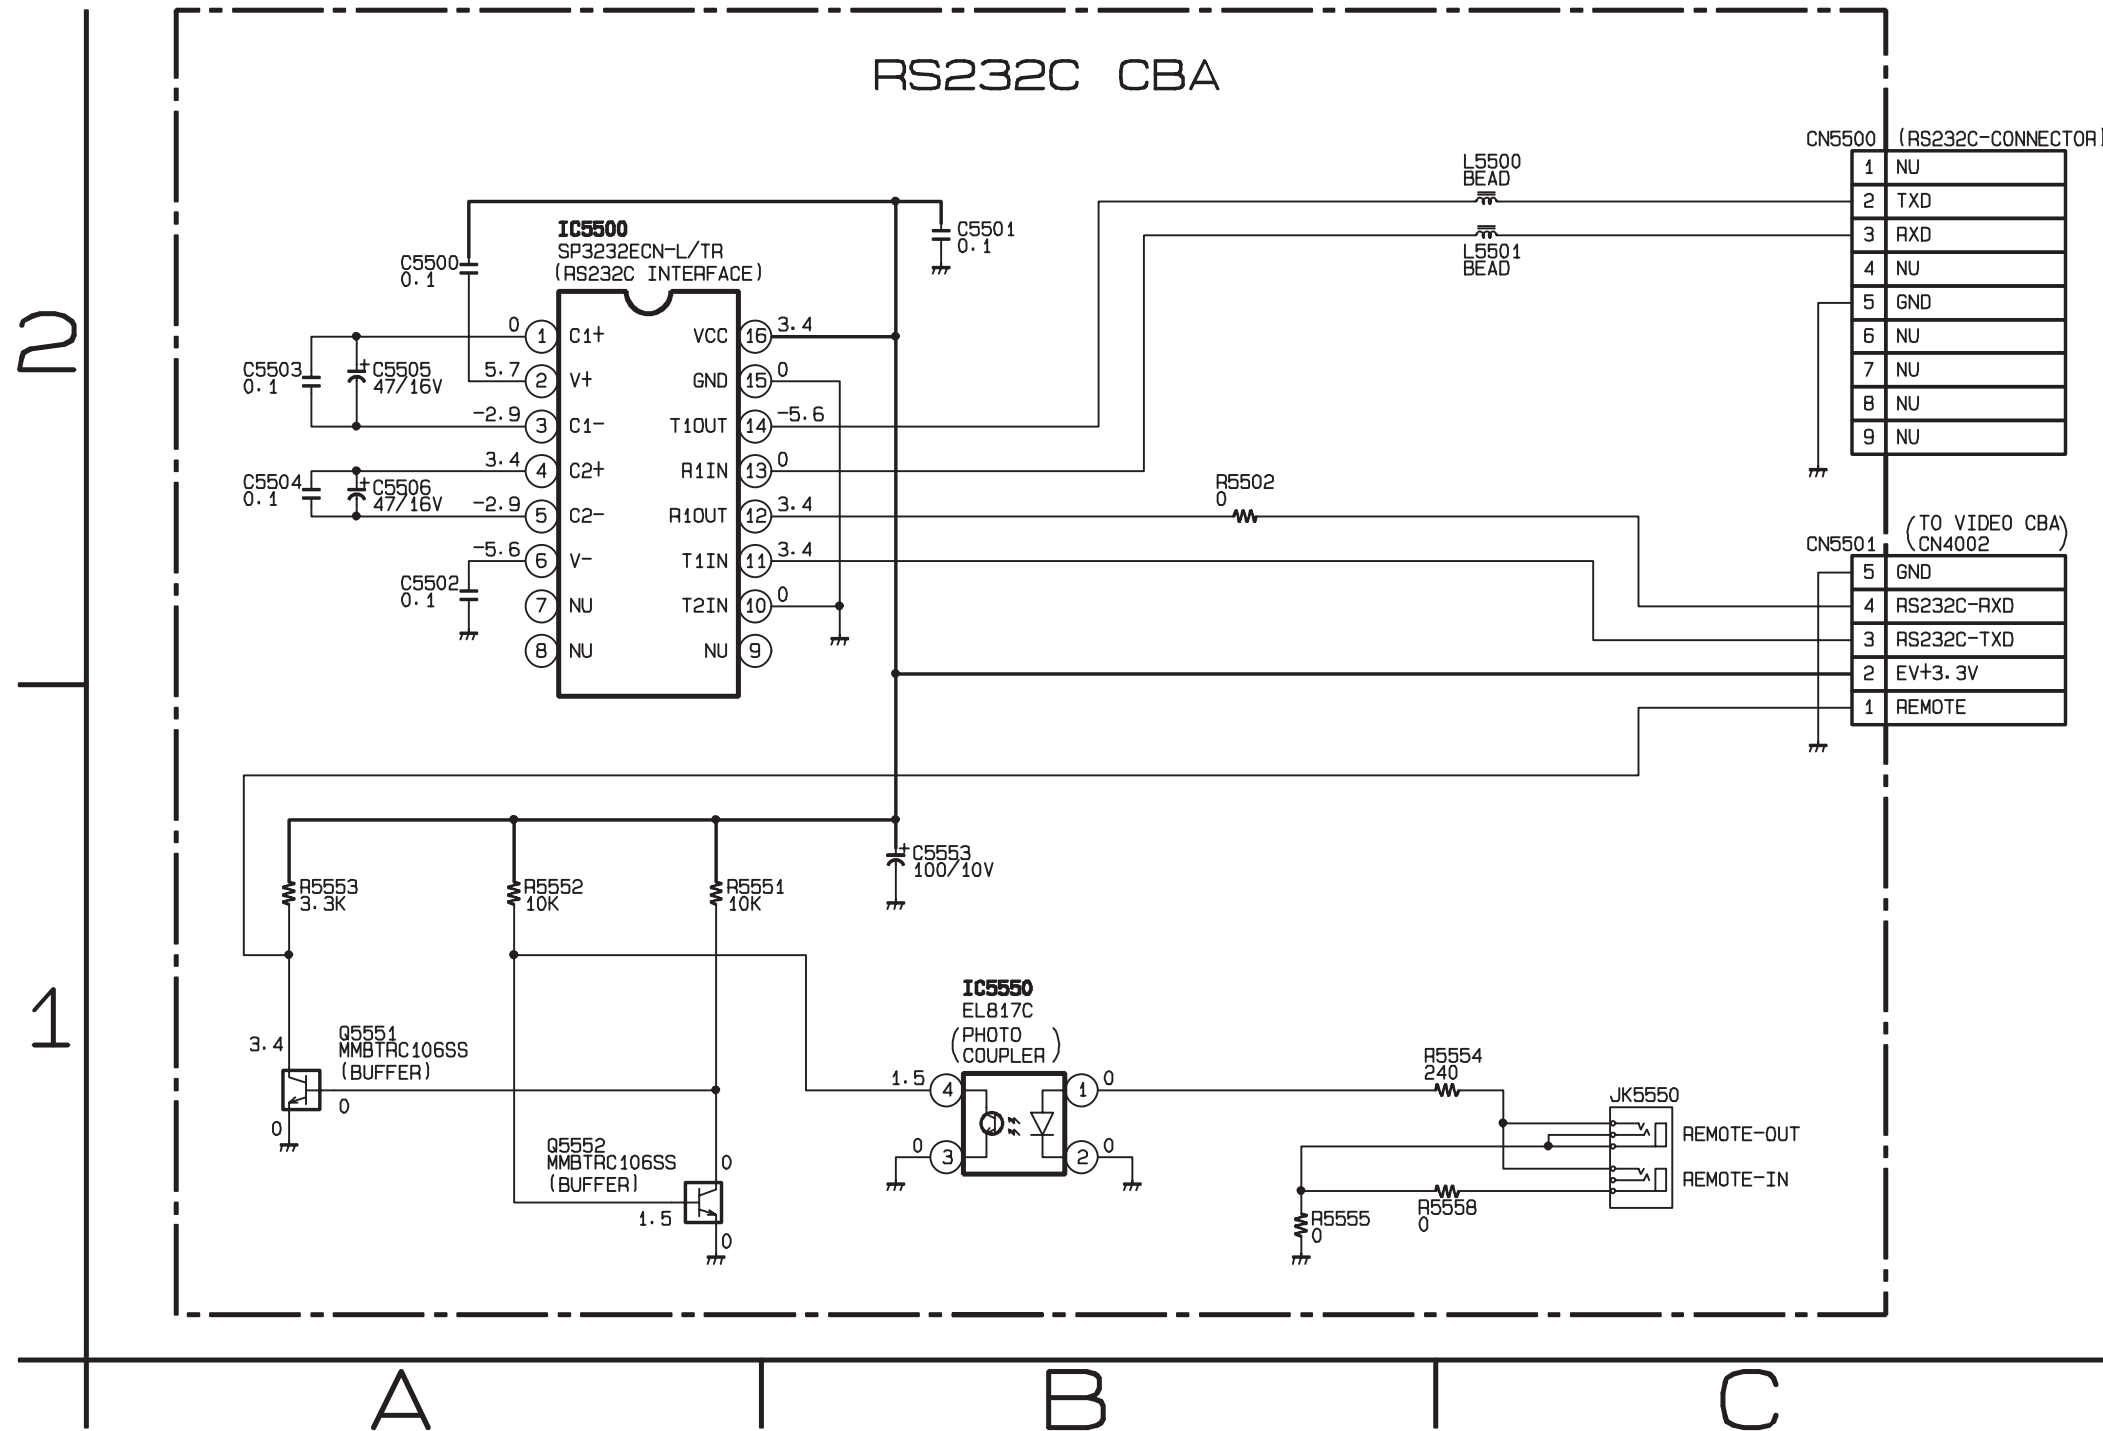 RS232C CBA
CN5500 (RS232C-CONNECTOR)
1 NU
2 TXD
3 RXD
4 NU
5 GND
6 NU
7 NU
8 NU
9 NU
L5500
BEAD
L5501
BEAD
IC5500
SP3232ECN-L/TR
(RS232C INTERFACE)
C5501
0.1
C5500
0.1
C5503
0.1
C5505
47/16V
C5504
0.1
C5506
47/16V
C5502
0.1
0 1 C1+ VCC 16 3.4
5.7 2 V+ GND 15 0
-2.9 3 C1- T1OUT 14 -5.6
3.4 4 C2+ R1IN 13 0
-2.9 5 C2- R1OUT 12 3.4
-5.6 6 V- T1IN 11 3.4
7 NU T2IN 10 0
8 NU NU 9
R5502
0
CN5501 (TO VIDEO CBA)
CN4002
5 GND
4 RS232C-RXD
3 RS232C-TXD
2 EV+3.3V
1 REMOTE
2
1
R5553
3.3K
R5552
10K
R5551
10K
+ C5553
100/10V
Q5551
MMBTRC106SS
(BUFFER)
3.4
0
0
Q5552
MMBTRC106SS
(BUFFER)
0
1.5
0
IC5550
EL817C
(PHOTO
COUPLER)
1.5 4 1 0
0 3 2 0
R5554
240
JK5550
REMOTE-OUT
REMOTE-IN
R5555
0
R5558
0
A B C